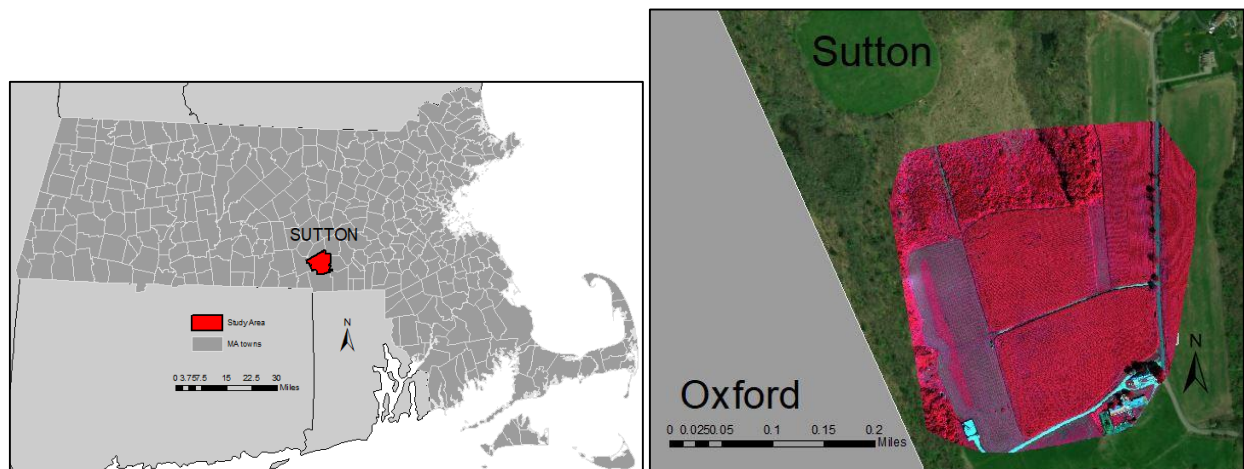 SUTTON
Study Area
MA towns
N
0 3.757.5 15 22.5 30
Miles
Sutton
Oxford
N
0 0.0250.05 0.1 0.15 0.2
Miles